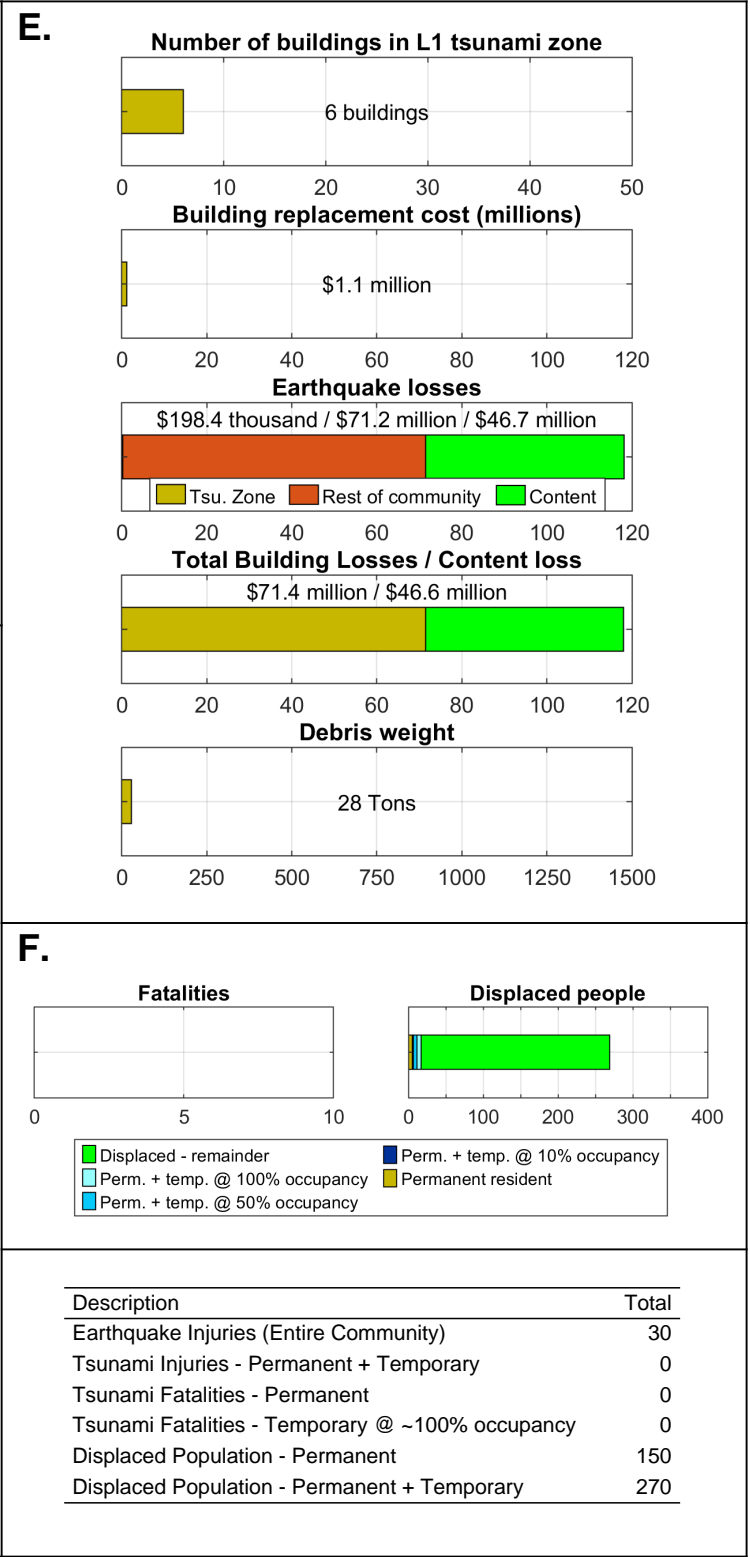 E.
Number of buildings in L1 tsunami zone
6 buildings
0 10 20 30 40 50
Building replacement cost (millions)
$1.1 million
0 20 40 60 80 100 120
Earthquake losses
$198.4 thousand / $71.2 million / $46.7 million
Tsu. Zone Rest of community Content
0 20 40 60 80 100 120
Total Building Losses / Content loss
$71.4 million / $46.6 million
0 20 40 60 80 100 120
Debris weight
28 Tons
0 250 500 750 1000 1250 1500
F.
Fatalities Displaced people
0 5 10 0 100 200 300 400
Displaced - remainder Perm. + temp. @ 10% occupancy
Perm. + temp. @ 100% occupancy Permanent resident
Perm. + temp. @ 50% occupancy
Description Total
Earthquake Injuries (Entire Community) 30
Tsunami Injuries - Permanent + Temporary 0
Tsunami Fatalities - Permanent 0
Tsunami Fatalities - Temporary @ ~100% occupancy 0
Displaced Population - Permanent 150
Displaced Population - Permanent + Temporary 270